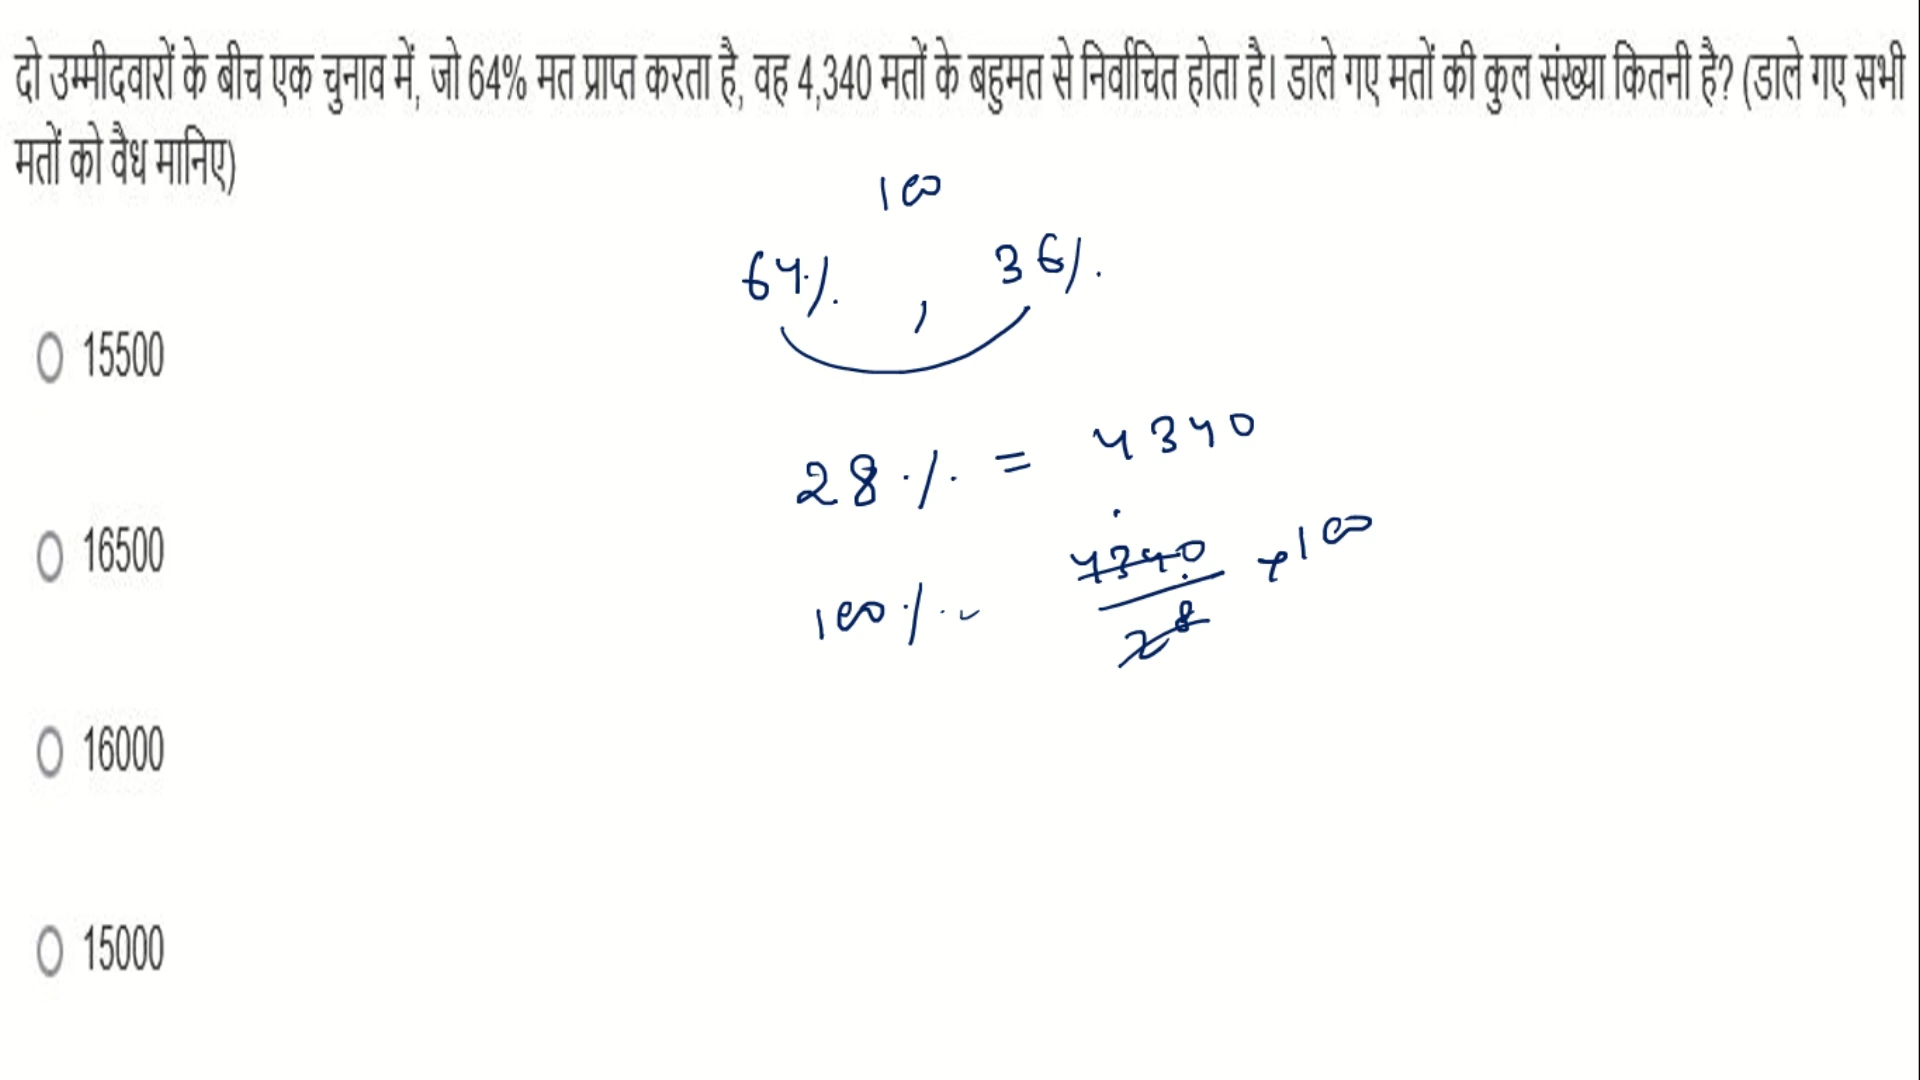 दो उम्मीदवारों के बीच एक चुनाव में, जो 64% मत प्राप्त करता है, वह 4,340 मतों के बहुमत से निर्वाचित होता है। डाले गए मतों की कुल संख्या कितनी है? (डाले गए सभी
मतों को वैध मानिए)
100
64% , 36%
15500
28% = 4340
16500
4340 × 100
100% =
28
16000
15000